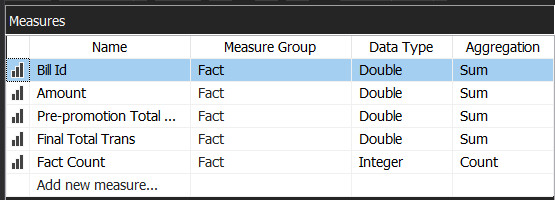 Measures
Name Measure Group Data Type Aggregation
Bill Id Fact Double Sum
Amount Fact Double Sum
Pre-promotion Total ... Fact Double Sum
Final Total Trans Fact Double Sum
Fact Count Fact Integer Count
Add new measure...